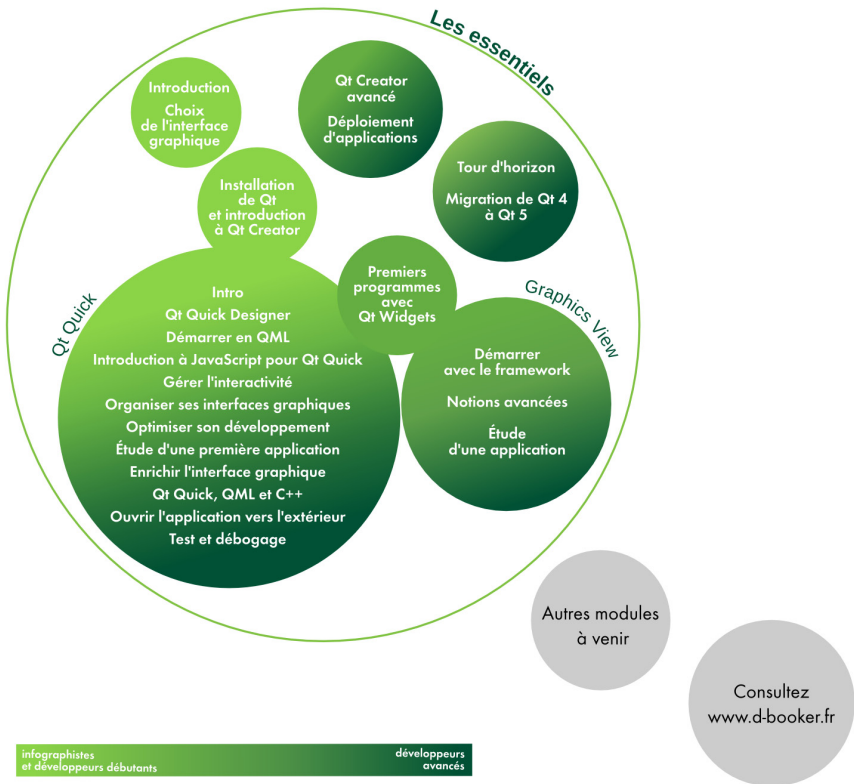 Les essentiels
Introduction
Choix
de l'interface
graphique
Qt Creator
avancé
Déploiement
d'applications
Tour d'horizon
Migration de Qt 4
à Qt 5
Installation
de Qt
et introduction
à Qt Creator
Premiers
programmes
avec
Qt Widgets
Qt Quick
Intro
Qt Quick Designer
Démarrer en QML
Introduction à JavaScript pour Qt Quick
Gérer l'interactivité
Organiser ses interfaces graphiques
Optimiser son développement
Étude d'une première application
Enrichir l'interface graphique
Qt Quick, QML et C++
Ouvrir l'application vers l'extérieur
Test et débogage
Graphics View
Démarrer
avec le framework
Notions avancées
Étude
d'une application
Autres modules
à venir
Consultez
www.d-booker.fr
infographistes
et développeurs débutants
développeurs
avancés